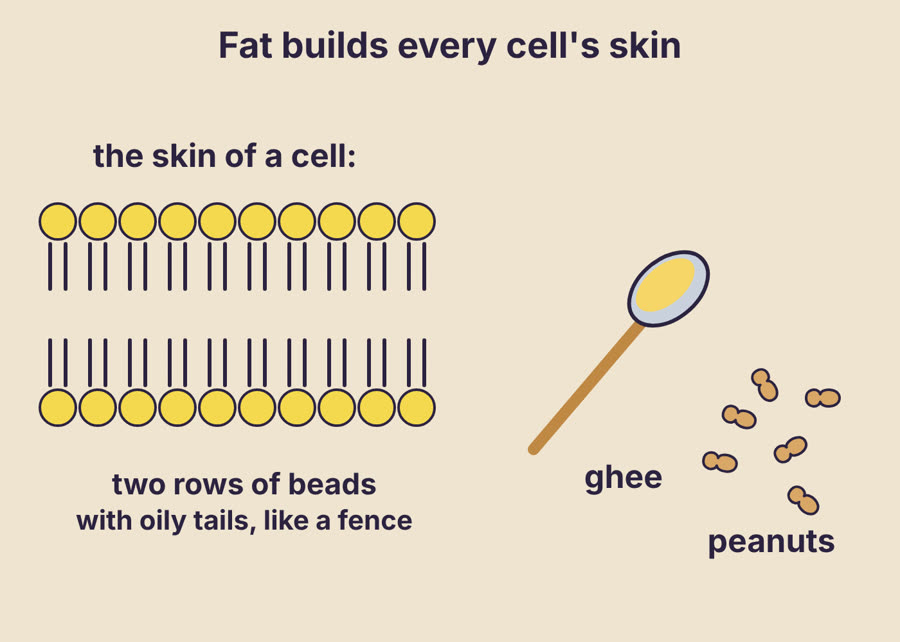 Fat builds every cell's skin
the skin of a cell:
two rows of beads
with oily tails, like a fence
ghee
peanuts